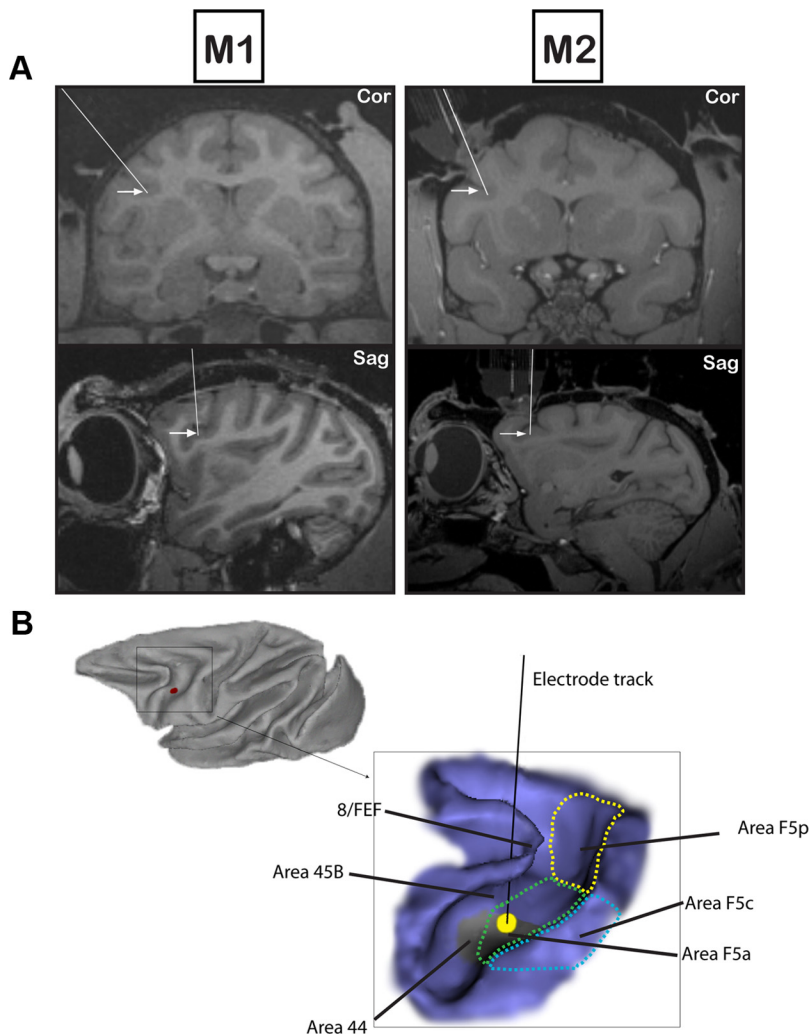 M1
M2
A
Cor
Cor
Sag
Sag
B
Electrode track
8/FEF
Area F5p
Area 45B
Area F5c
Area F5a
Area 44